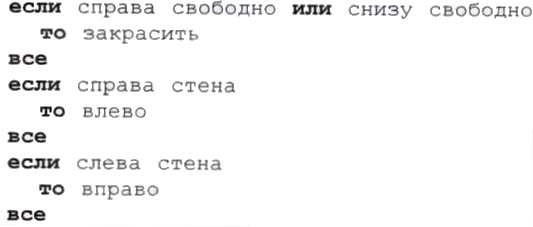 если справа свободно или снизу свободно
то закрасить
все
если справа стена
то влево
все
если слева стена
то вправо
все